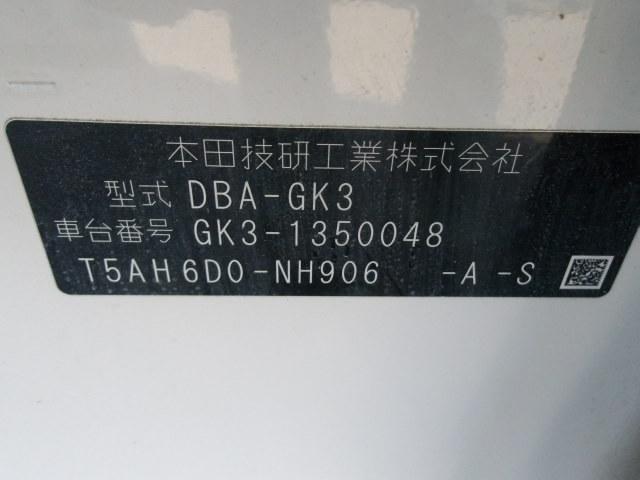 本田技研工業株式会社
型式 DBA-GK3
車台番号 GK3-1350048
T5AH6D0-NH906 -A -S